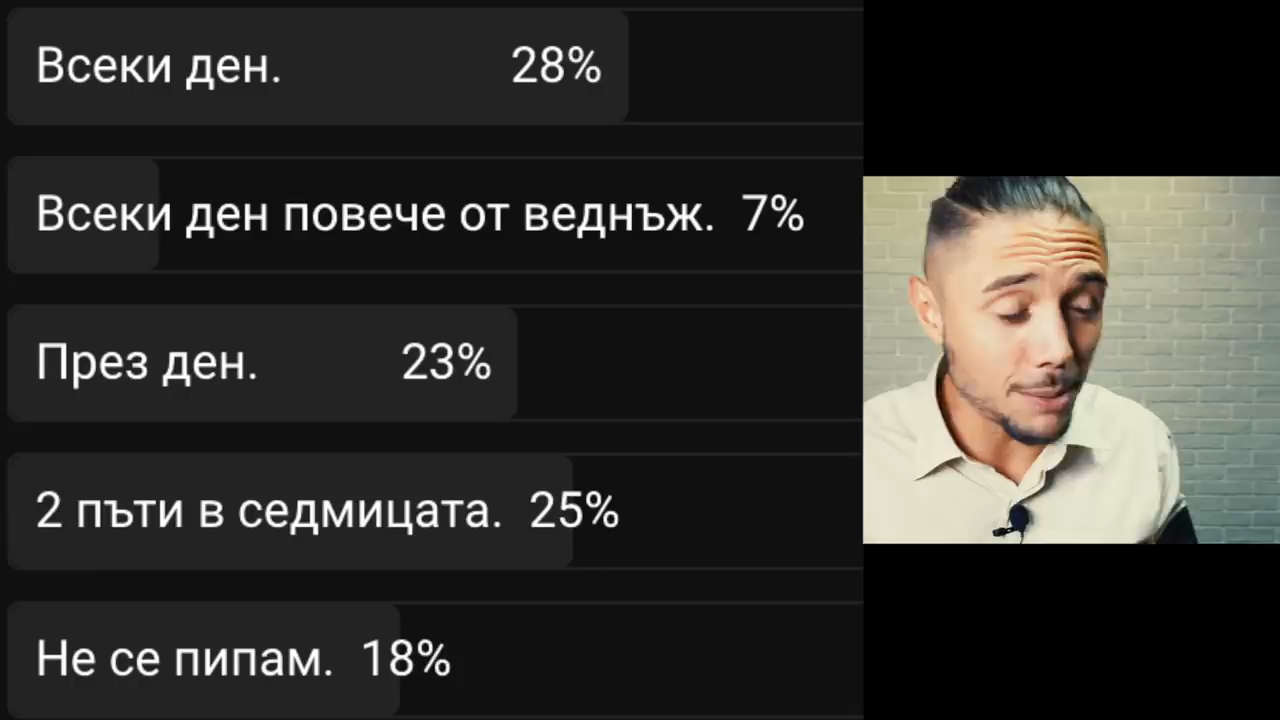 Всеки ден. 28%
Всеки ден повече от веднъж. 7%
През ден. 23%
2 пъти в седмицата. 25%
Не се пипам. 18%